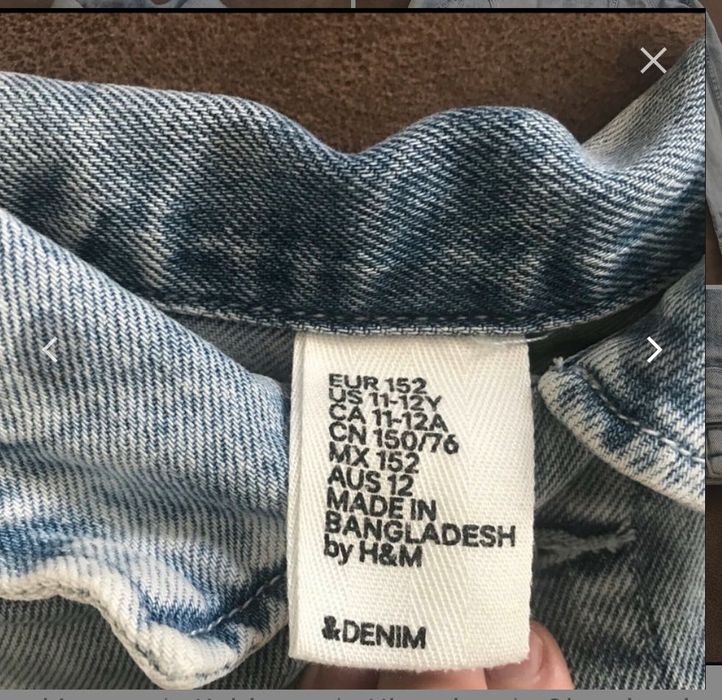 EUR 152
US 11-12Y
CA 11-12A
CN 150/76
MX 152
AUS 12
MADE IN
BANGLADESH
by H&M
&DENIM